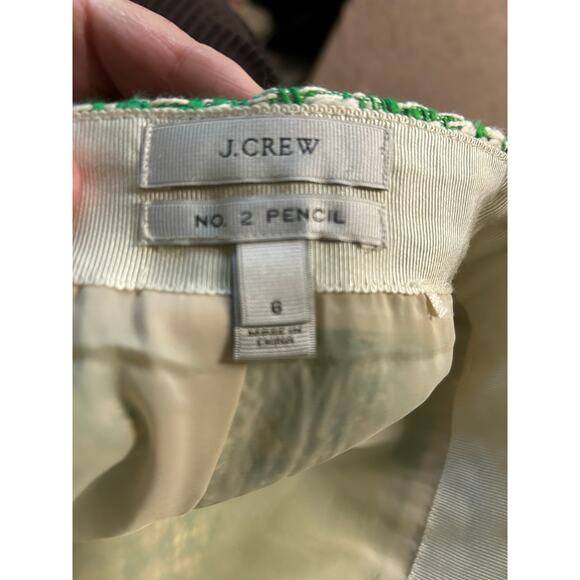 J.CREW
NO. 2 PENCIL
6
MADE IN
CHINA